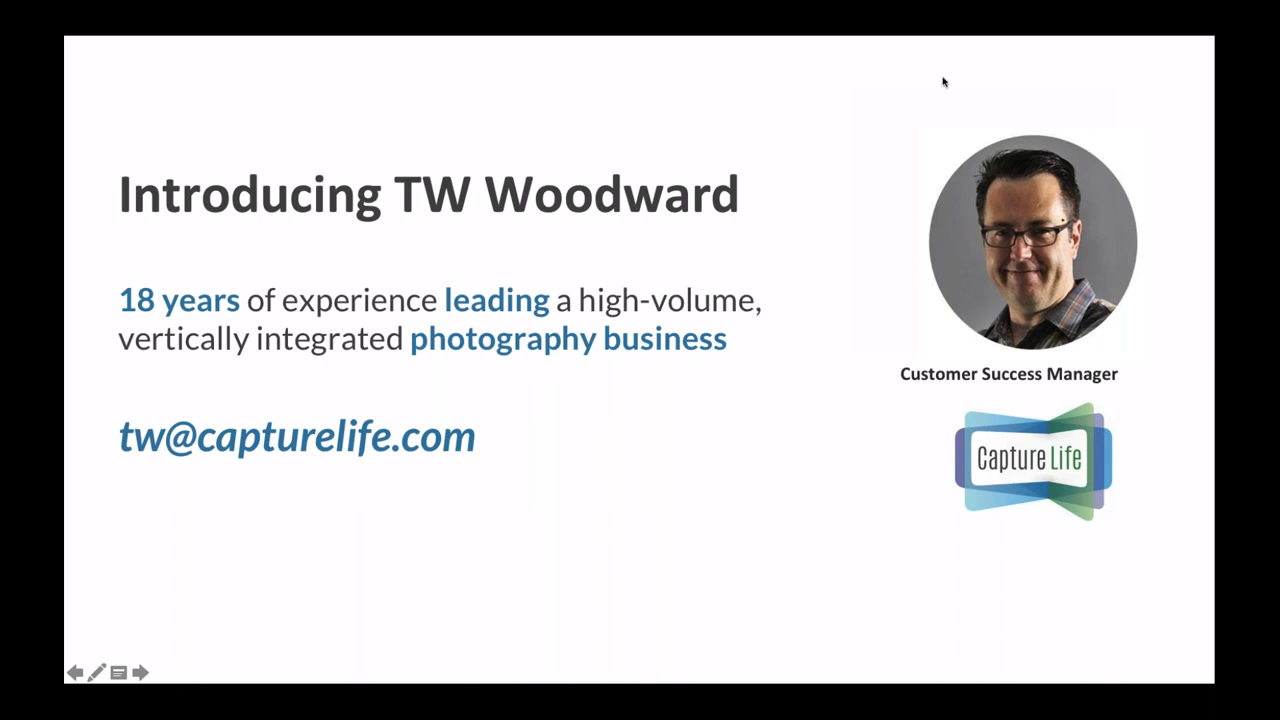 Introducing TW Woodward
18 years of experience leading a high-volume,
vertically integrated photography business
tw@capturelife.com
Customer Success Manager
Capture Life